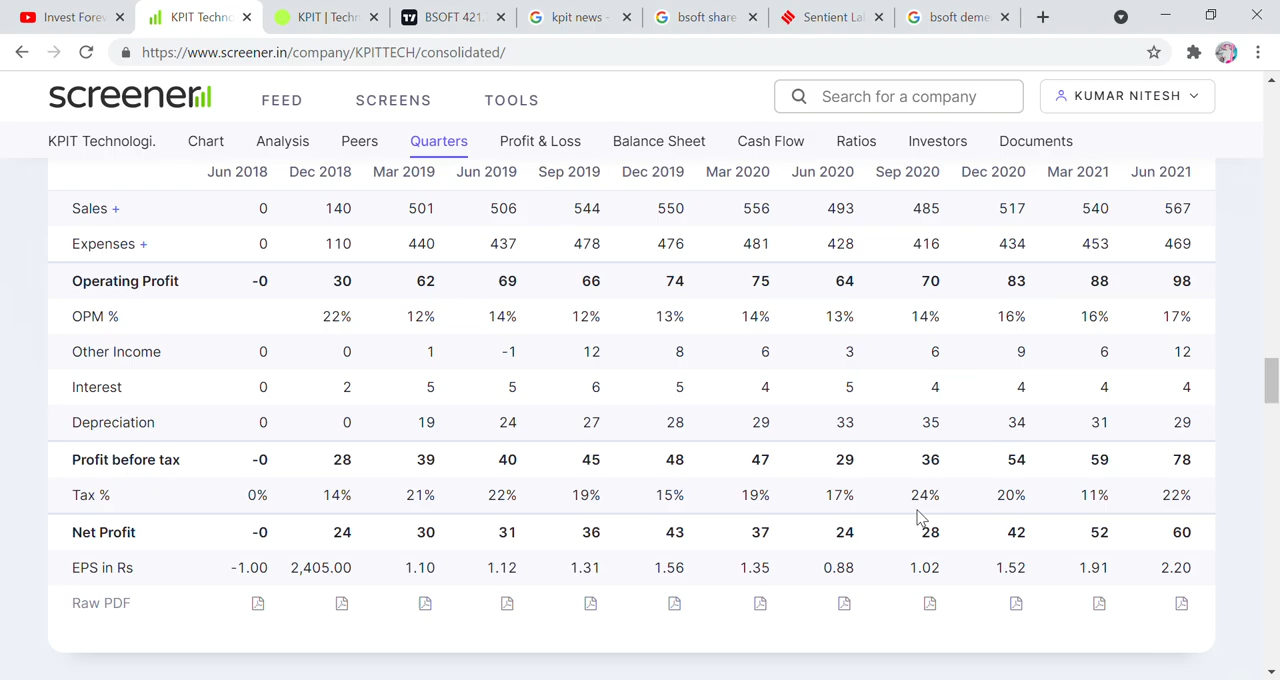 Invest Forev
KPIT Techno
KPIT | Techn
BSOFT 421.
kpit news -
bsoft share
Sentient La
bsoft deme
https://www.screener.in/company/KPITTECH/consolidated/
screener
FEED SCREENS TOOLS
Search for a company
KUMAR NITESH
KPIT Technologi. Chart Analysis Peers Quarters Profit & Loss Balance Sheet Cash Flow Ratios Investors Documents
Jun 2018 Dec 2018 Mar 2019 Jun 2019 Sep 2019 Dec 2019 Mar 2020 Jun 2020 Sep 2020 Dec 2020 Mar 2021 Jun 2021
Sales + 0 140 501 506 544 550 556 493 485 517 540 567
Expenses + 0 110 440 437 478 476 481 428 416 434 453 469
Operating Profit -0 30 62 69 66 74 75 64 70 83 88 98
OPM % 22% 12% 14% 12% 13% 14% 13% 14% 16% 16% 17%
Other Income 0 0 1 -1 12 8 6 3 6 9 6 12
Interest 0 2 5 5 6 5 4 5 4 4 4 4
Depreciation 0 0 19 24 27 28 29 33 35 34 31 29
Profit before tax -0 28 39 40 45 48 47 29 36 54 59 78
Tax % 0% 14% 21% 22% 19% 15% 19% 17% 24% 20% 11% 22%
Net Profit -0 24 30 31 36 43 37 24 28 42 52 60
EPS in Rs -1.00 2,405.00 1.10 1.12 1.31 1.56 1.35 0.88 1.02 1.52 1.91 2.20
Raw PDF